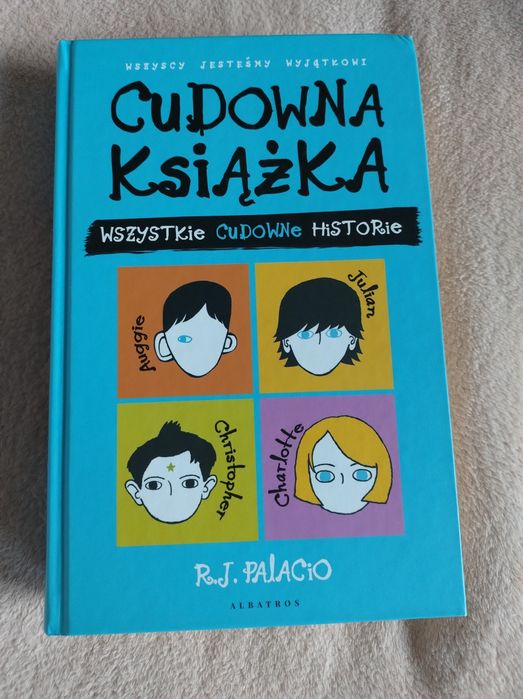 WSZYSCY JESTEŚMY WYJĄTKOWI
CUDOWNA
KSIĄŻKA
WSZYSTKIE CUDOWNE HISTORIE
Auggie
Julian
Christopher
Charlotte
R.J. PALACIO
ALBATROS